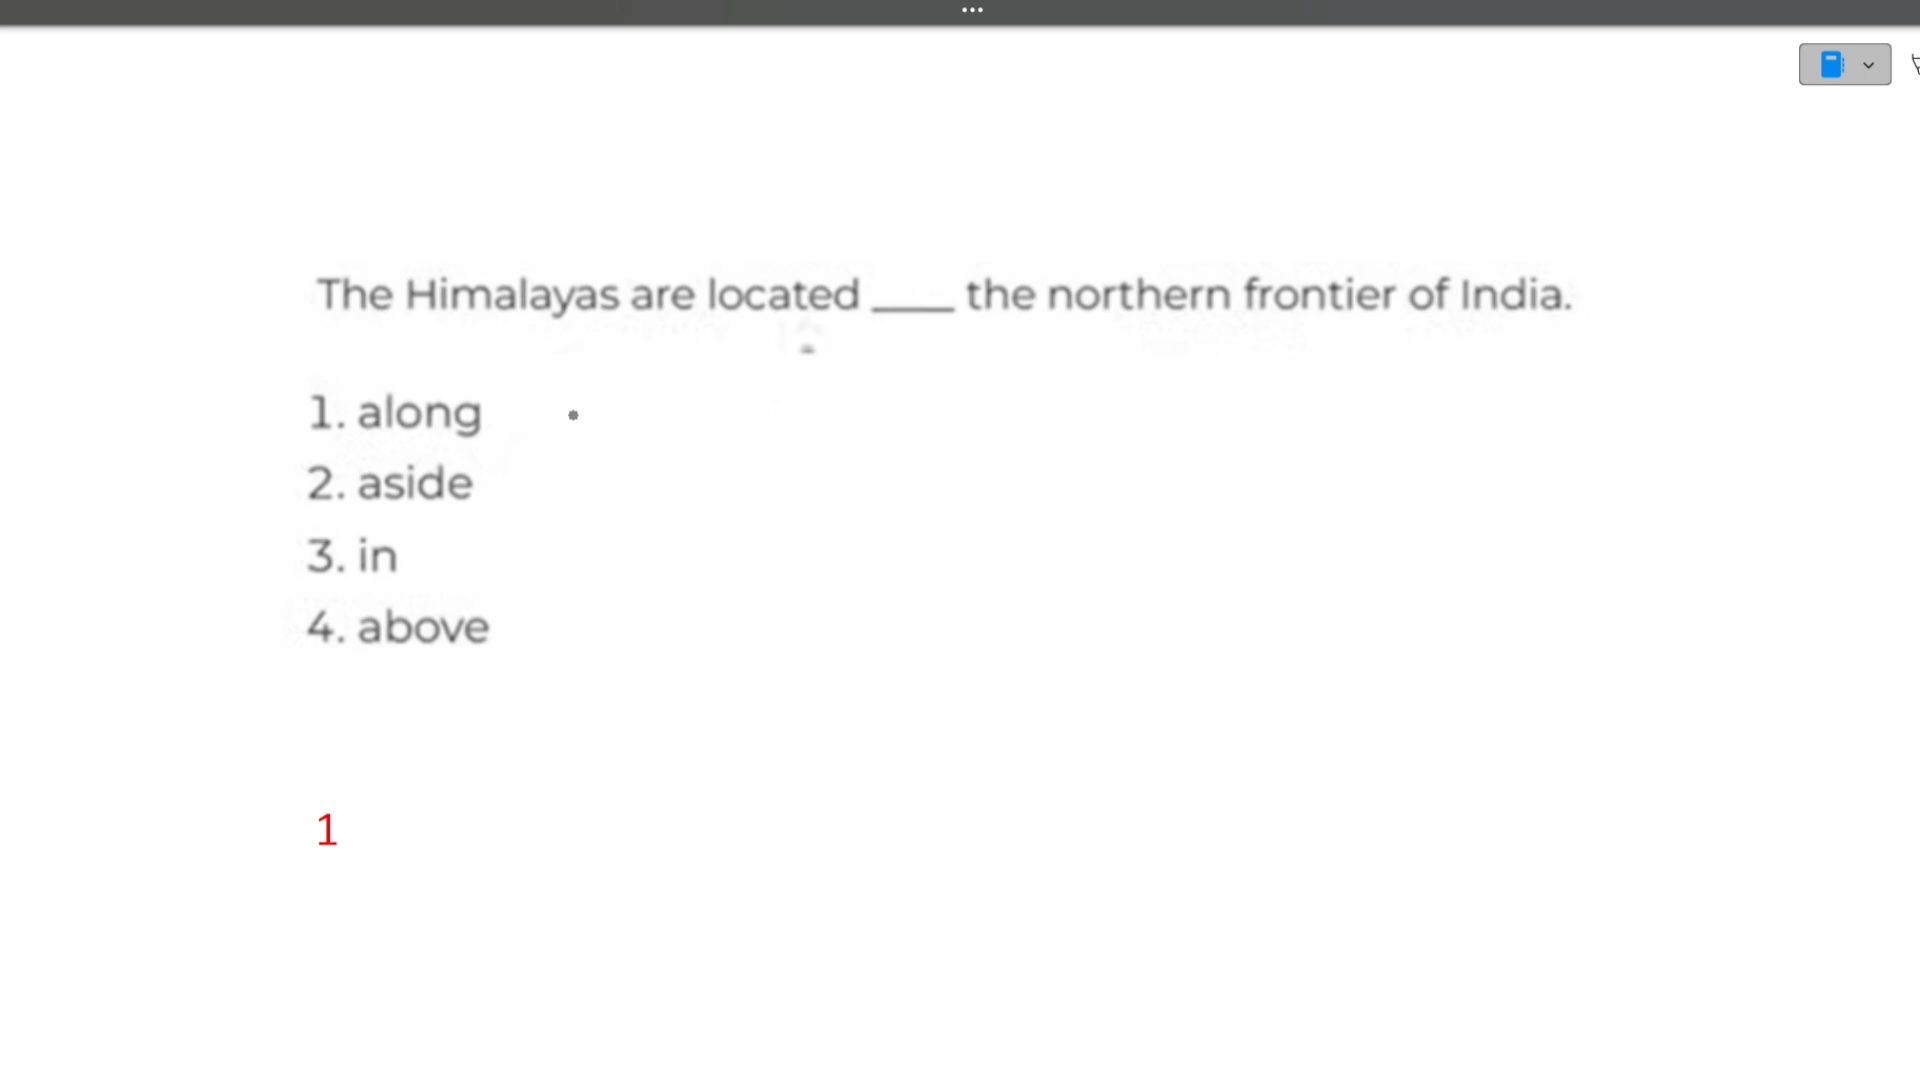 The Himalayas are located ____ the northern frontier of India.
1. along
2. aside
3. in
4. above
1